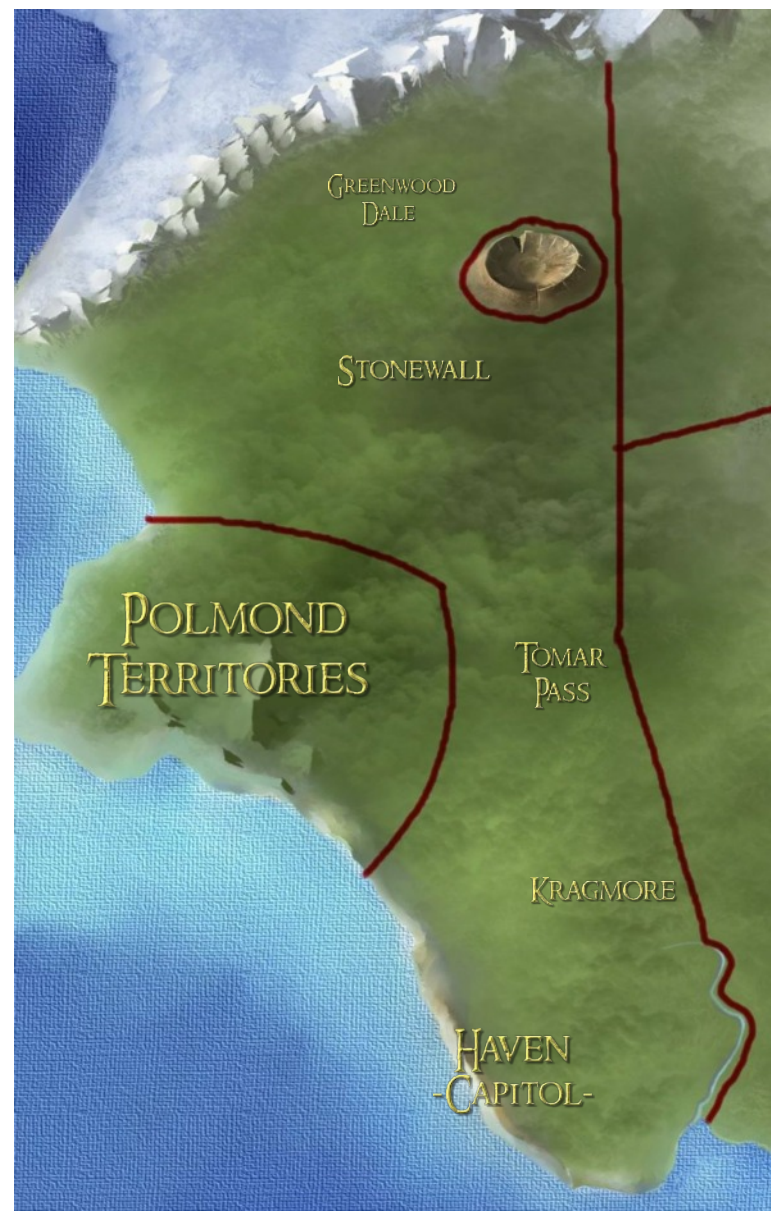 Greenwood
Dale
Stonewall
Polmond
Territories
Tomar
Pass
Kragmore
Haven
-Capitol-